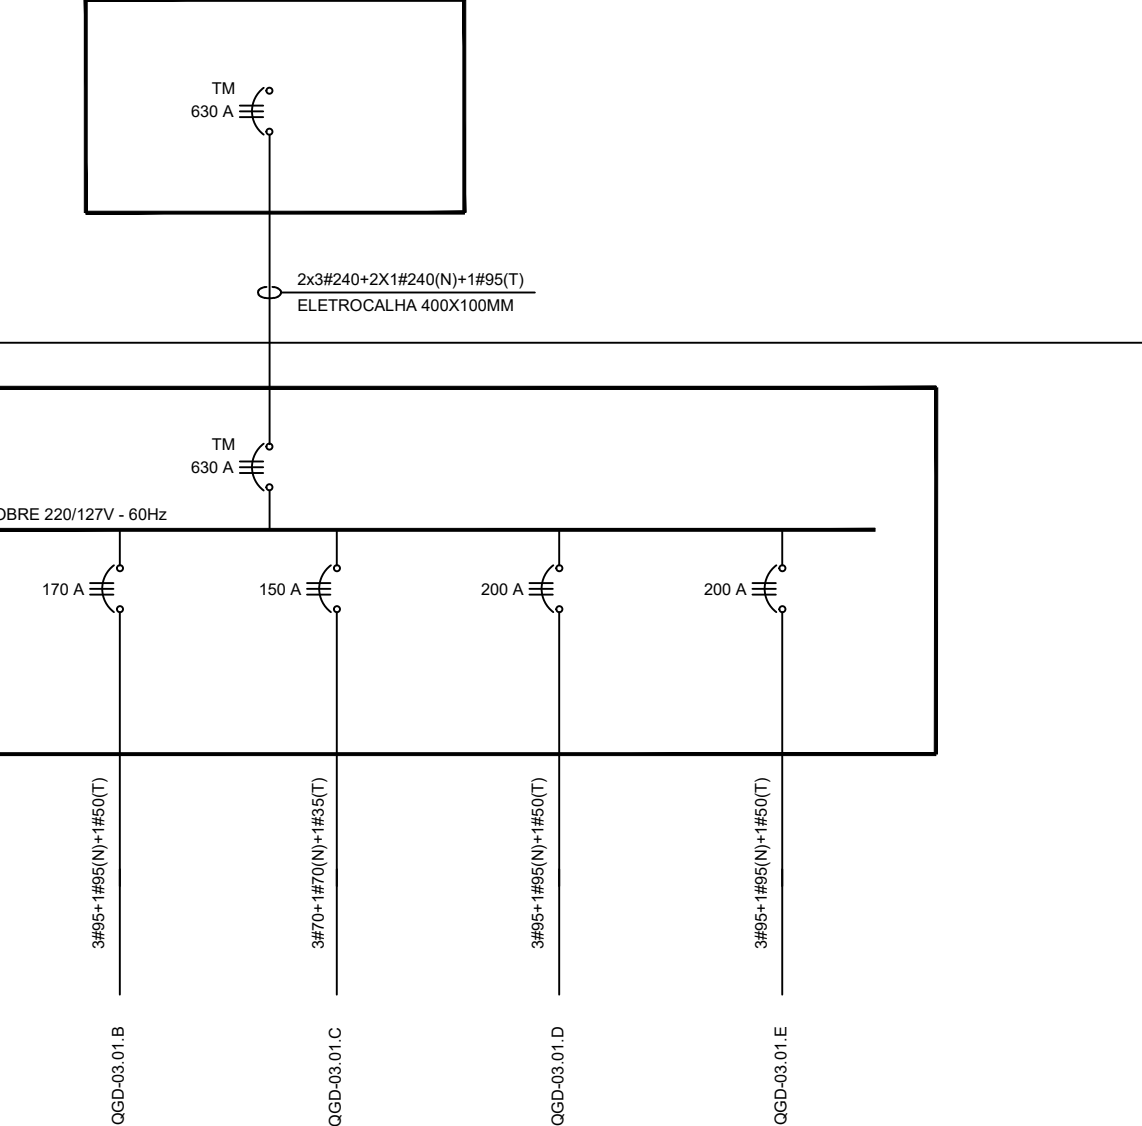 TM
630 A
2x3#240+2X1#240(N)+1#95(T)
ELETROCALHA 400X100MM
TM
630 A
OBRE 220/127V - 60Hz
170 A
150 A
200 A
200 A
3#95+1#95(N)+1#50(T)
3#70+1#70(N)+1#35(T)
3#95+1#95(N)+1#50(T)
3#95+1#95(N)+1#50(T)
QGD-03.01.B
QGD-03.01.C
QGD-03.01.D
QGD-03.01.E